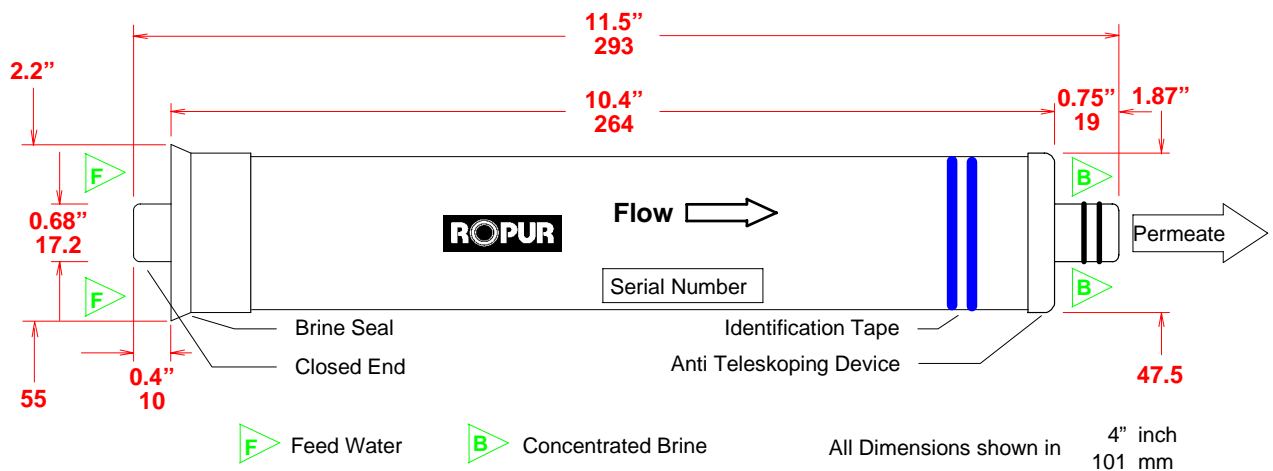 11.5”
293
2.2”
10.4”
264
0.75”
19
1.87”
F
B
0.68”
17.2
ROPUR
Flow
Permeate
Serial Number
F
B
Brine Seal
Identification Tape
Closed End
Anti Teleskoping Device
0.4”
10
55
47.5
F Feed Water
B Concentrated Brine
All Dimensions shown in
4” inch
101 mm